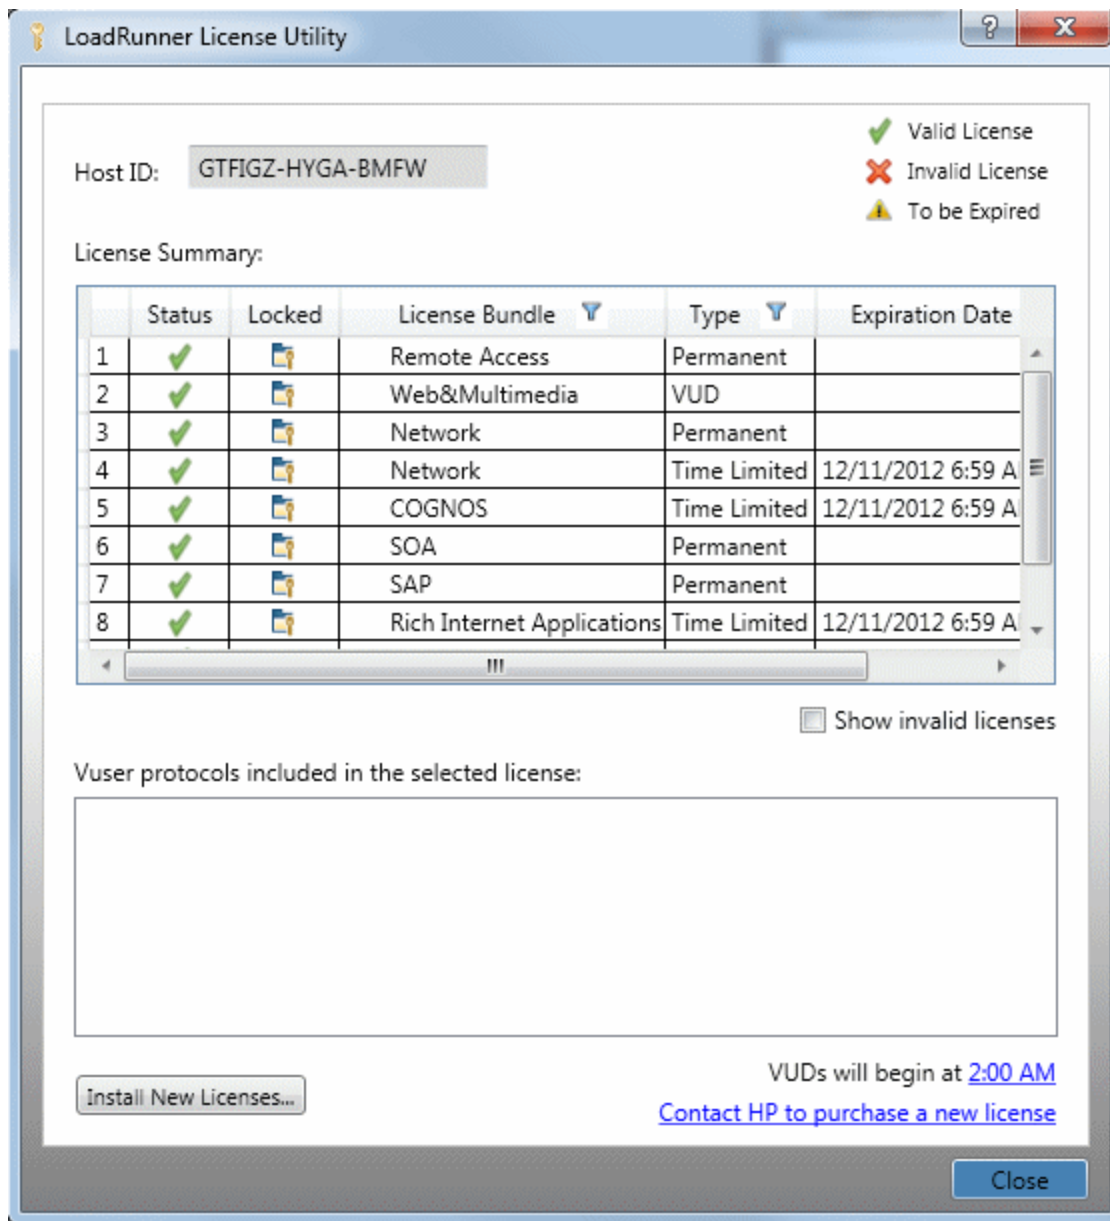 LoadRunner License Utility
Valid License
Host ID: GTFIGZ-HYGA-BMFW
Invalid License
To be Expired
License Summary:
Status Locked License Bundle Type Expiration Date
1 Remote Access Permanent
2 Web&Multimedia VUD
3 Network Permanent
4 Network Time Limited 12/11/2012 6:59 A
5 COGNOS Time Limited 12/11/2012 6:59 A
6 SOA Permanent
7 SAP Permanent
8 Rich Internet Applications Time Limited 12/11/2012 6:59 A
Show invalid licenses
Vuser protocols included in the selected license:
VUDs will begin at 2:00 AM
Install New Licenses...
Contact HP to purchase a new license
Close